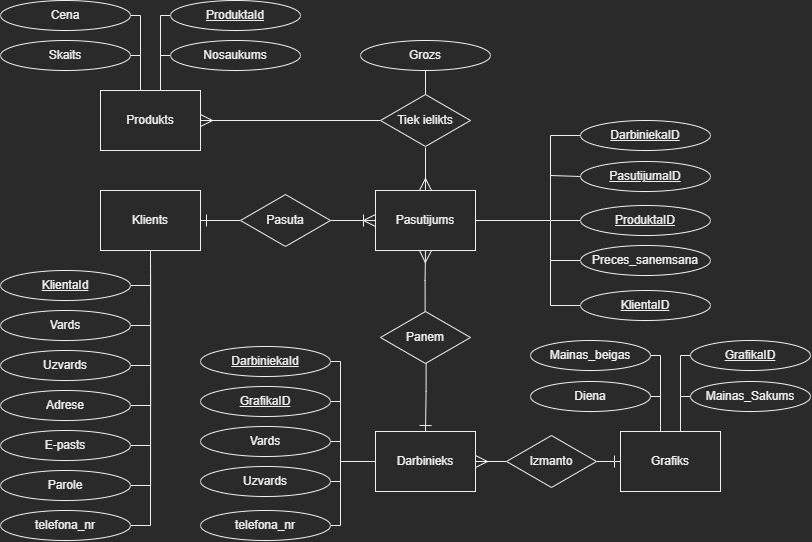 Cena
ProduktaId
Skaits
Nosaukums
Grozs
Produkts
Tiek ielikts
DarbiniekaID
PasutijumaID
Klients
Pasuta
Pasutijums
ProduktaID
Preces_sanemsana
KlientaID
KlientaId
Vards
Uzvards
Adrese
E-pasts
Parole
telefona_nr
Panem
DarbiniekaId
GrafikaID
Vards
Uzvards
telefona_nr
Mainas_beigas
GrafikaID
Diena
Mainas_Sakums
Darbinieks
Izmanto
Grafiks